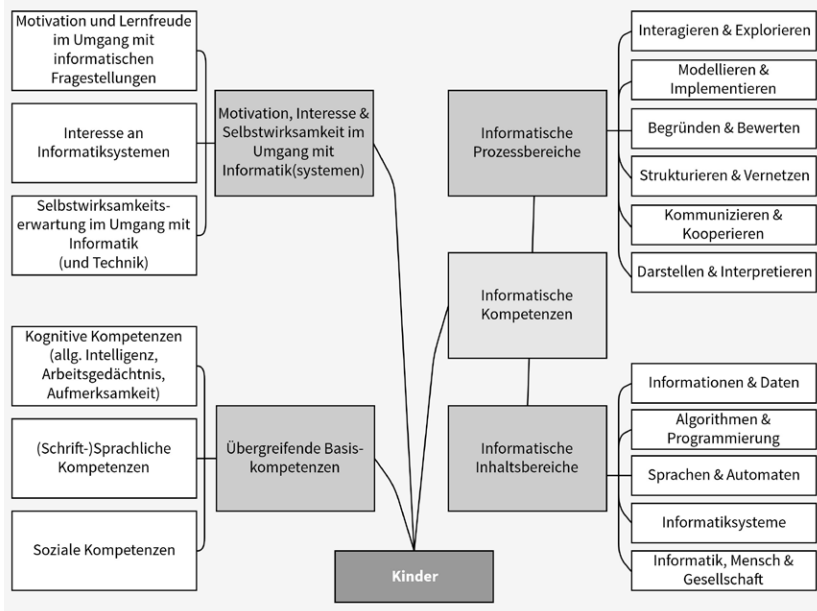 Motivation und Lernfreude
im Umgang mit
informatischen
Fragestellungen
Interesse an
Informatiksystemen
Selbstwirksamkeits-
erwartung im Umgang mit
Informatik
(und Technik)
Motivation, Interesse &
Selbstwirksamkeit im
Umgang mit
Informatik(systemen)
Kognitive Kompetenzen
(allg. Intelligenz,
Arbeitsgedächtnis,
Aufmerksamkeit)
(Schrift-)Sprachliche
Kompetenzen
Soziale Kompetenzen
Übergreifende Basis-
kompetenzen
Kinder
Informatische
Kompetenzen
Informatische
Prozessbereiche
Interagieren & Explorieren
Modellieren &
Implementieren
Begründen & Bewerten
Strukturieren & Vernetzen
Kommunizieren &
Kooperieren
Darstellen & Interpretieren
Informatische
Inhaltsbereiche
Informationen & Daten
Algorithmen &
Programmierung
Sprachen & Automaten
Informatiksysteme
Informatik, Mensch &
Gesellschaft